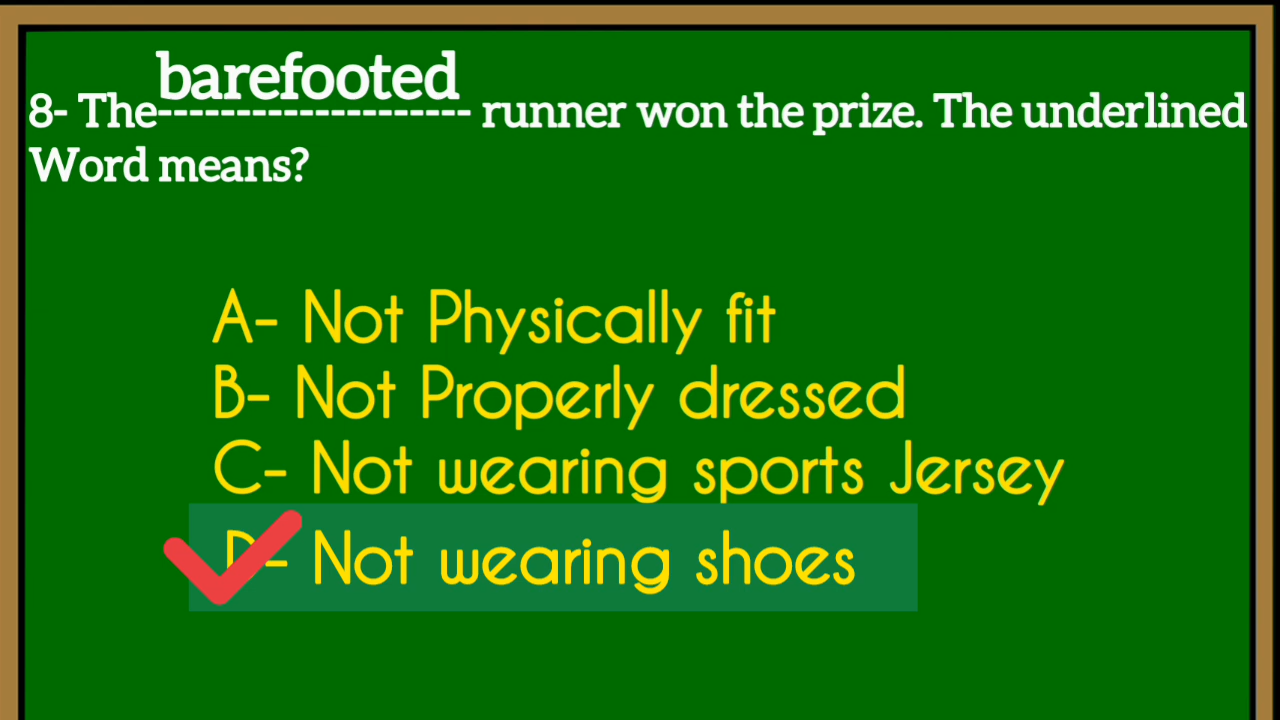 barefooted
8- The-------------------- runner won the prize. The underlined
Word means?
A- Not Physically fit
B- Not Properly dressed
C- Not wearing sports Jersey
D- Not wearing shoes